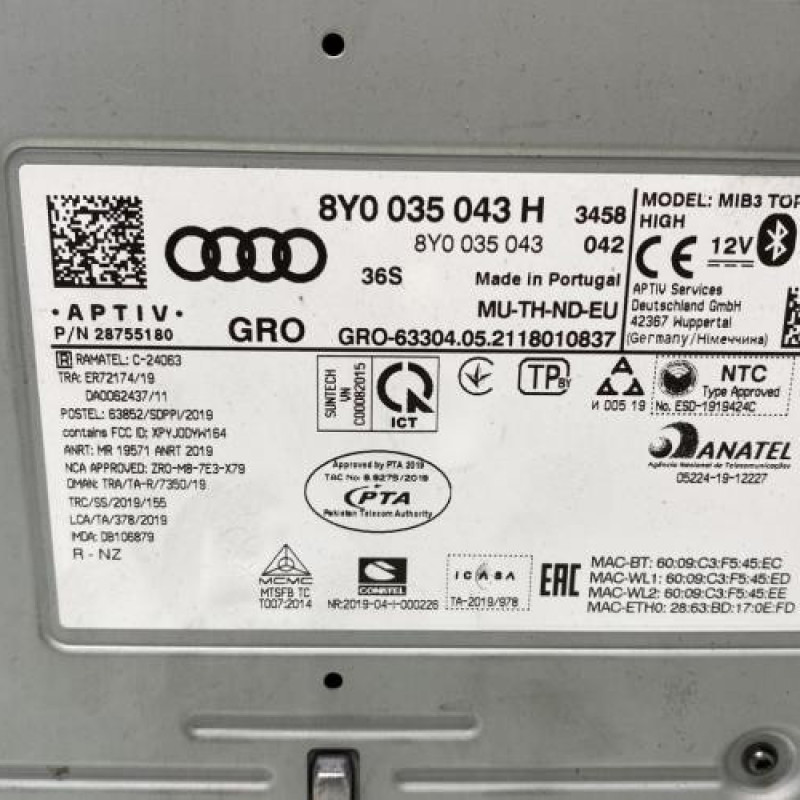 8Y0 035 043 H 3458
8Y0 035 043 042
36S Made in Portugal
MU-TH-ND-EU
GRO GRO-63304.05.2118010837
·APTIV·
P/N 28755180
MODEL: MIB3 TOP
HIGH
CE 12V
APTIV Services
Deutschland GmbH
42367 Wuppertal
(Germany/Німеччина)
R RAMATEL: C-24063
TRA: ER72174/19
DA0062437/11
POSTEL: 63852/SDPPI/2019
contains FCC ID: XPYJODYW164
ANRT: MR 19571 ANRT 2019
NCA APPROVED: ZRO-M8-7E3-X79
OMAN: TRA/TA-R/7350/19
TRC/SS/2019/155
LCA/TA/378/2019
IMDA: DB106879
R - NZ
SUNTECH
VN
C00082015
ICT
TP BY
И 005 19
NTC
Type Approved
No. ESD-1919424C
ANATEL
Agência Nacional de Telecomunicações
05224-19-12227
Approved by PTA 2019
TAC No: 9.9275/2019
PTA
Pakistan Telecom Authority
MCMC
MTSFB TC
T007:2014
CONATEL
NR:2019-04-I-000226
ICASA
TA-2019/978
EAC
MAC-BT: 60:09:C3:F5:45:EC
MAC-WL1: 60:09:C3:F5:45:ED
MAC-WL2: 60:09:C3:F5:45:EE
MAC-ETH0: 28:63:BD:17:0E:FD